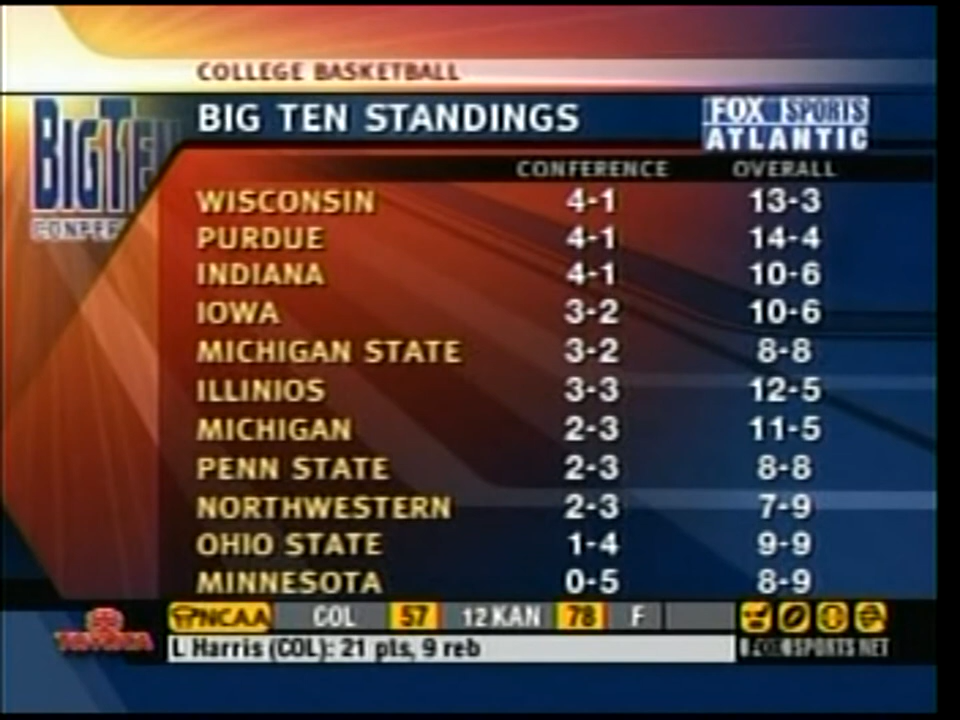 COLLEGE BASKETBALL
BIG TEN STANDINGS
FOX SPORTS
ATLANTIC
BIG TEN
CONFERENCE OVERALL
WISCONSIN 4-1 13-3
PURDUE 4-1 14-4
INDIANA 4-1 10-6
IOWA 3-2 10-6
MICHIGAN STATE 3-2 8-8
ILLINIOS 3-3 12-5
MICHIGAN 2-3 11-5
PENN STATE 2-3 8-8
NORTHWESTERN 2-3 7-9
OHIO STATE 1-4 9-9
MINNESOTA 0-5 8-9
NCAA COL 57 12 KAN 78 F
TOYOTA
L Harris (COL): 21 pts, 9 reb